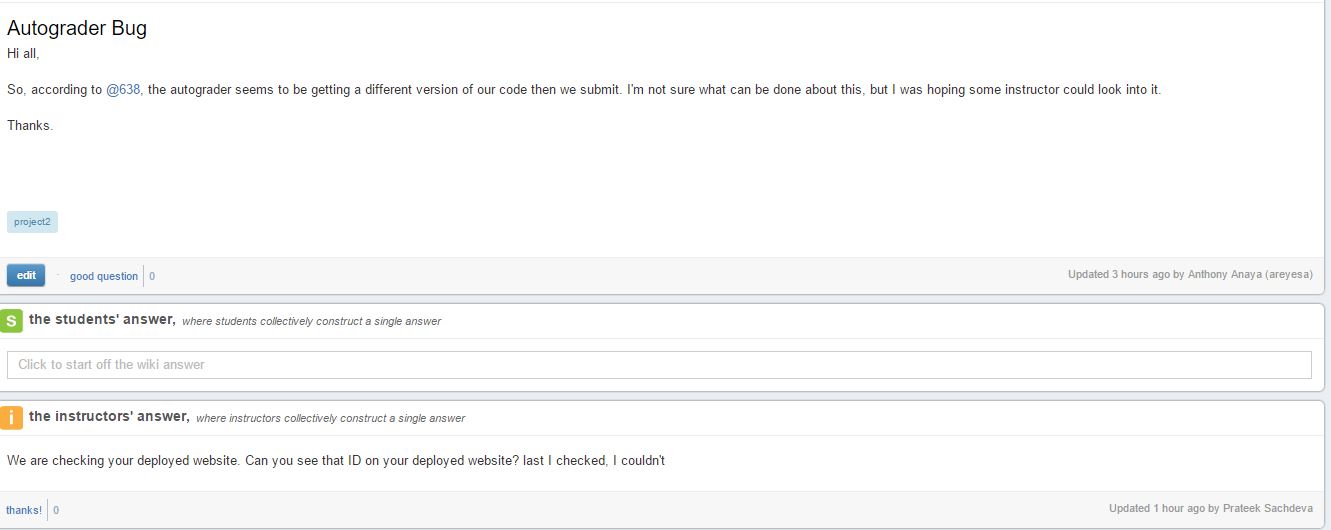 Autograder Bug
Hi all,
So, according to @638, the autograder seems to be getting a different version of our code then we submit. I'm not sure what can be done about this, but I was hoping some instructor could look into it.
Thanks.
project2
edit · good question 0 Updated 3 hours ago by Anthony Anaya (areyesa)
S the students' answer, where students collectively construct a single answer
Click to start off the wiki answer
i the instructors' answer, where instructors collectively construct a single answer
We are checking your deployed website. Can you see that ID on your deployed website? last I checked, I couldn't
thanks! 0 Updated 1 hour ago by Prateek Sachdeva